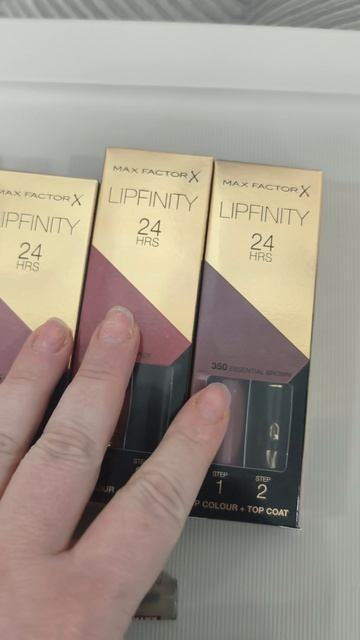 MAX FACTOR X
LIPFINITY
24
HRS
MAX FACTOR X
LIPFINITY
24
HRS
STEP
MAX FACTOR X
LIPFINITY
24
HRS
350 ESSENTIAL BROWN
STEP
1
STEP
2
P COLOUR + TOP COAT